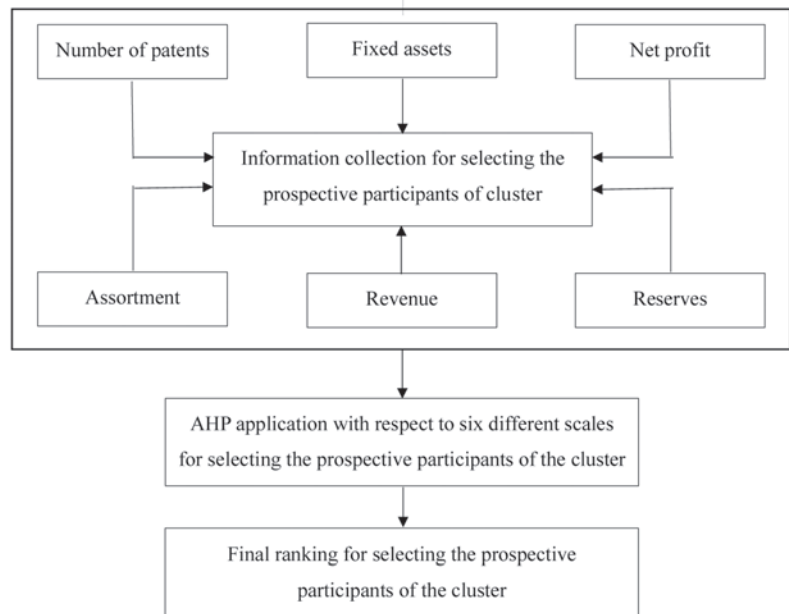 Number of patents
Fixed assets
Net profit
Information collection for selecting the
prospective participants of cluster
Assortment
Revenue
Reserves
AHP application with respect to six different scales
for selecting the prospective participants of the cluster
Final ranking for selecting the prospective
participants of the cluster